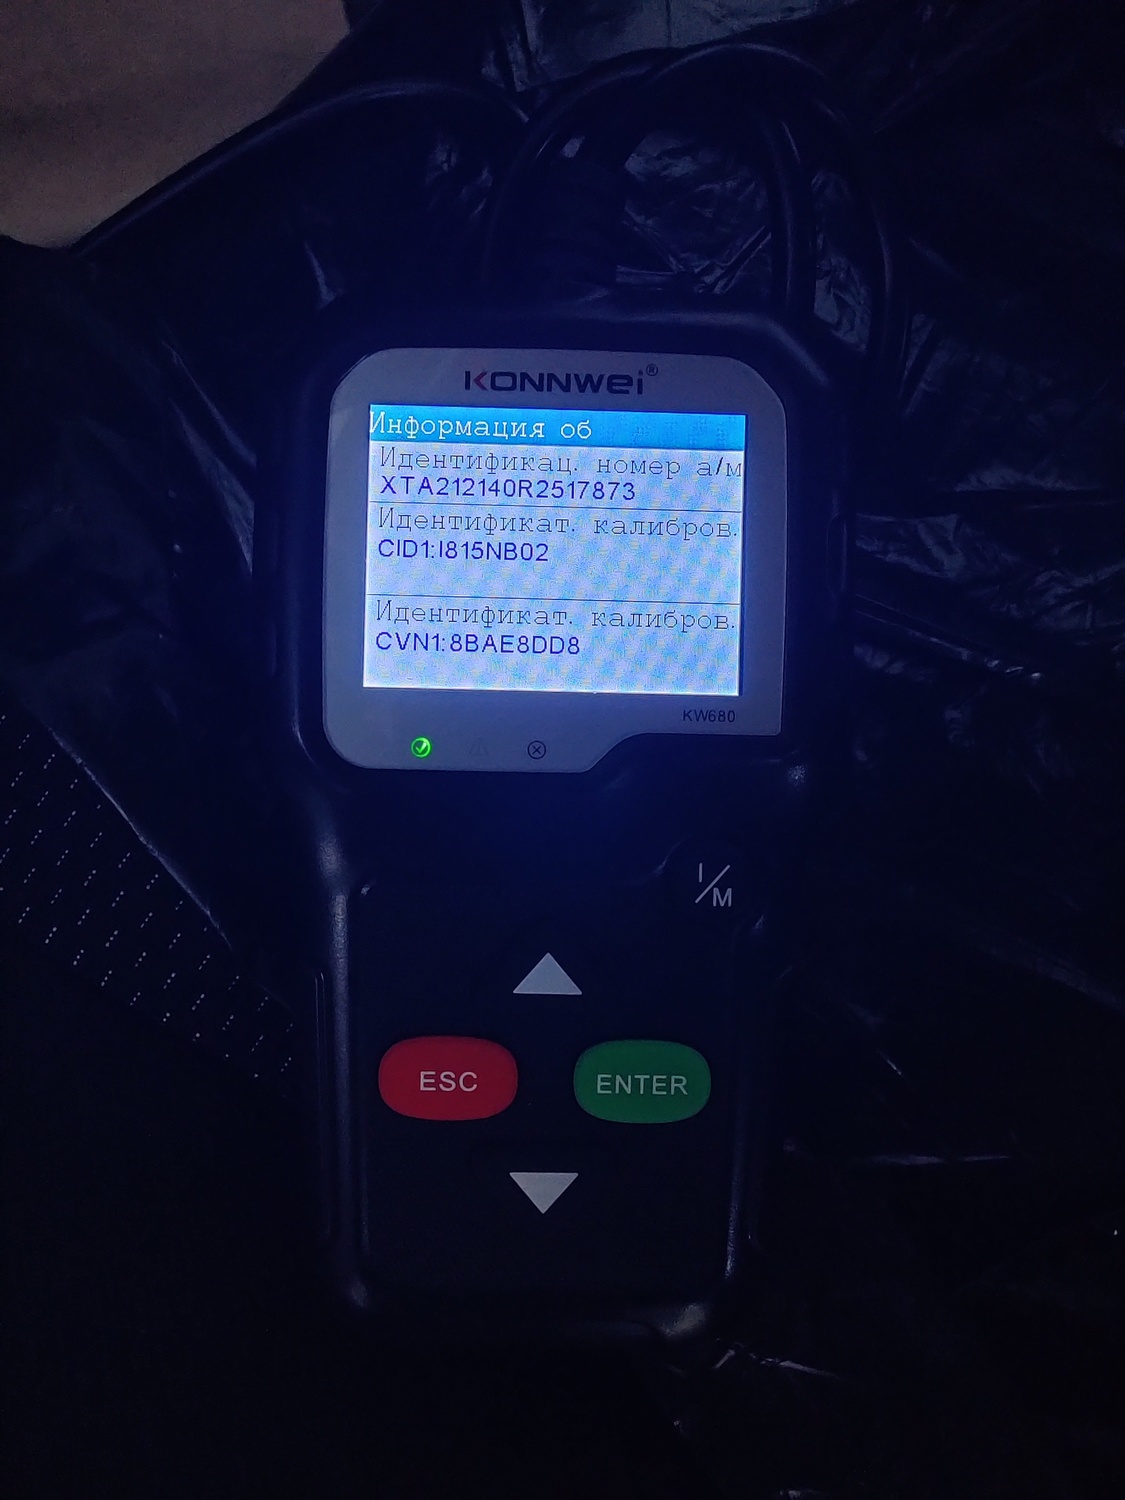 KONNWEI®
Информация об
Идентификац. номер а/м
XTA212140R2517873
Идентификат. калибров.
CID1:I815NB02
Идентификат. калибров.
CVN1:8BAE8DD8
KW680
I/M
ESC
ENTER